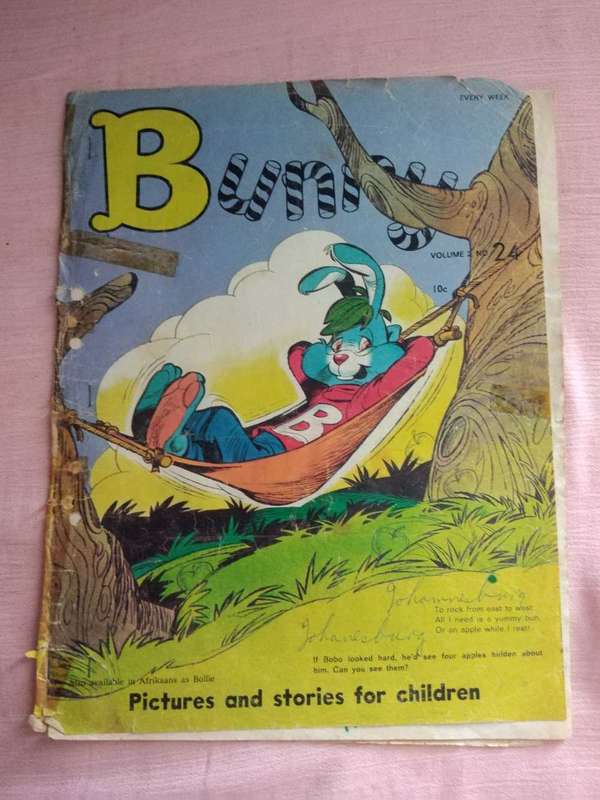 EVERY WEEK
Bunny
VOLUME 2 NO 24
10c
Johannesburg
To rock from east to west
All I need is a yummy bun,
Or an apple while I rest!
Johanesburg
If Bobo looked hard, he'd see four apples hidden about
him. Can you see them?
Also available in Afrikaans as Bollie
Pictures and stories for children
B